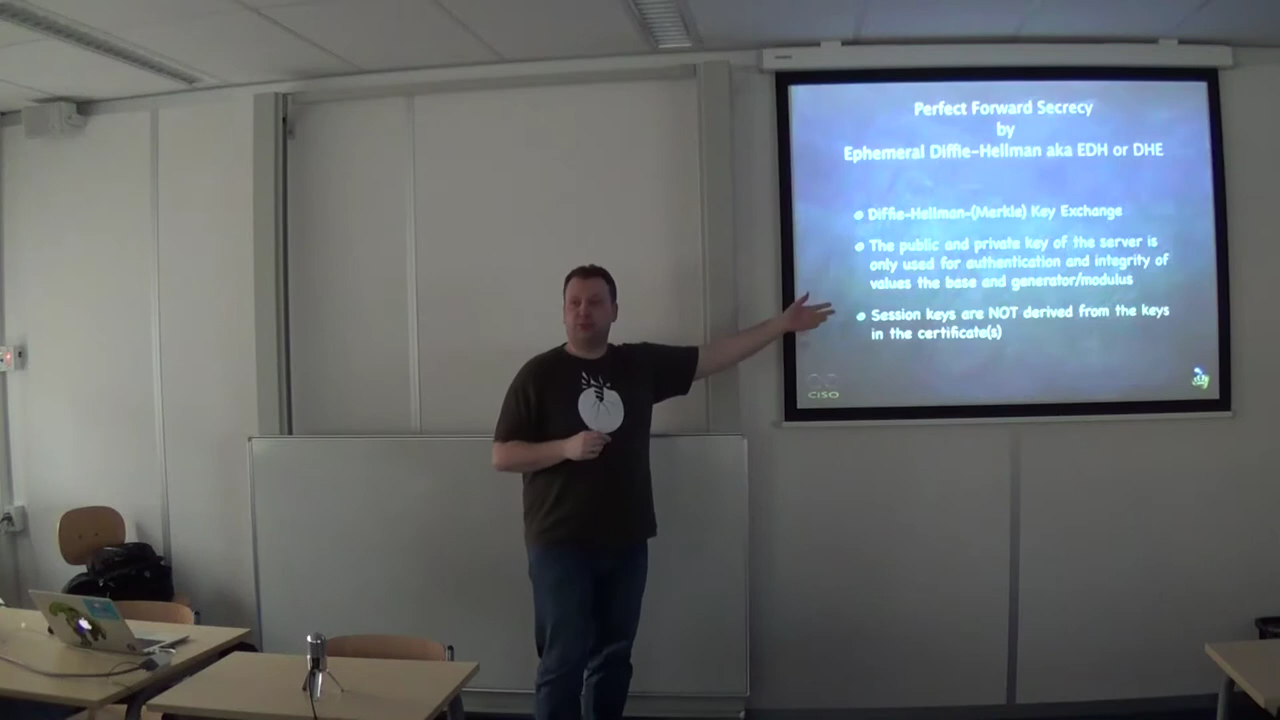 Perfect Forward Secrecy
by
Ephemeral Diffie-Hellman aka EDH or DHE
Diffie-Hellman-(Merkle) Key Exchange
The public and private key of the server is
only used for authentication and integrity of
values the base and generator/modulus
Session keys are NOT derived from the keys
in the certificate(s)
CISO